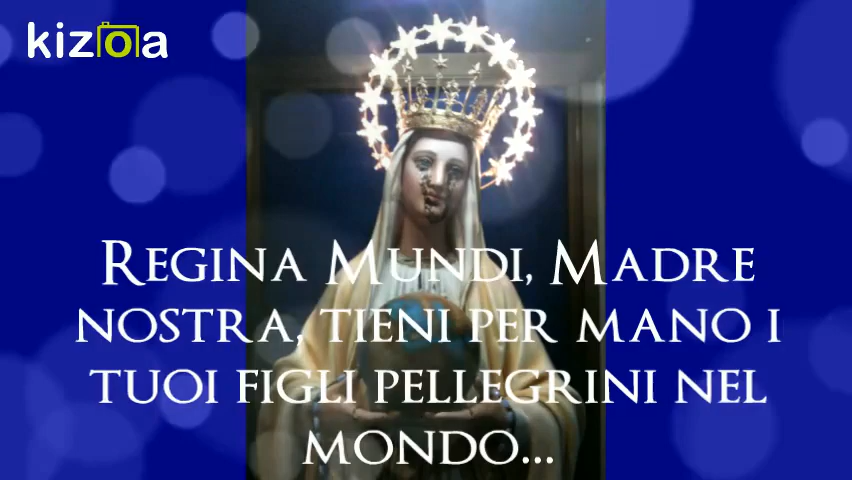 kizoa
Regina Mundi, Madre
nostra, tieni per mano i
tuoi figli pellegrini nel
mondo...